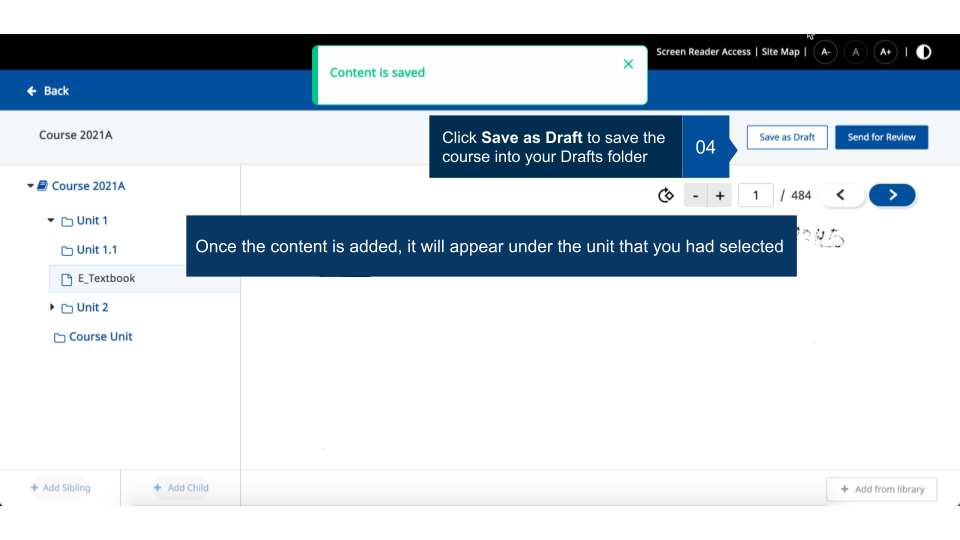 Screen Reader Access | Site Map | A- A A+ |
Content is saved
Back
Course 2021A
Click Save as Draft to save the
course into your Drafts folder
04
Save as Draft
Send for Review
Course 2021A
- + 1 / 484
Unit 1
Once the content is added, it will appear under the unit that you had selected
Unit 1.1
E_Textbook
Unit 2
Course Unit
+ Add Sibling
+ Add Child
+ Add from library